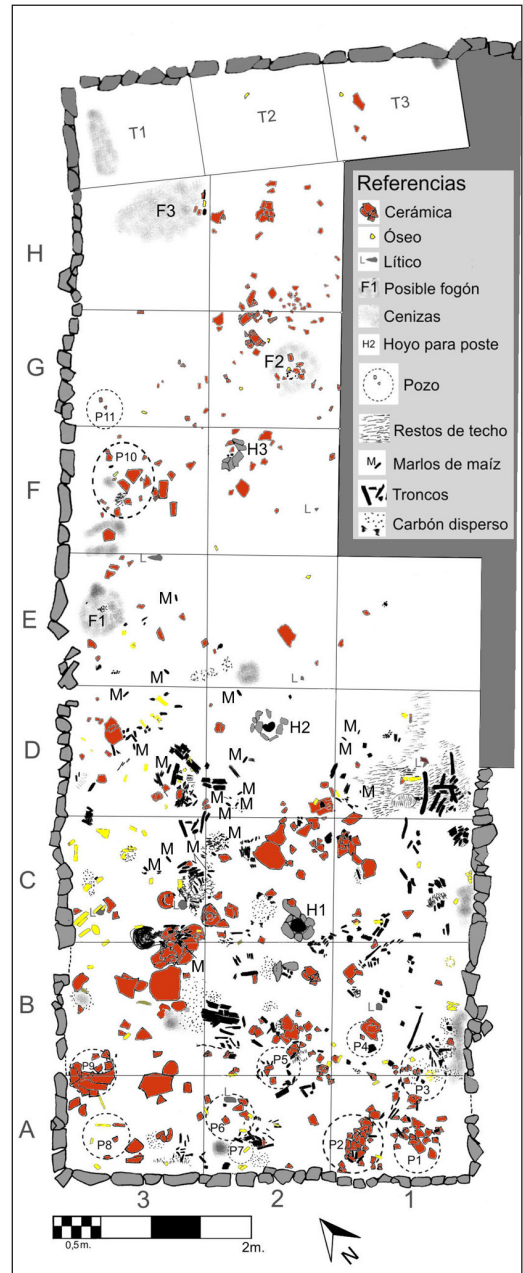 T1 T2 T3
Referencias
Cerámica
Óseo
L Lítico
F1 Posible fogón
Cenizas
H2 Hoyo para poste
Pozo
Restos de techo
M Marlos de maíz
Troncos
Carbón disperso
F3
H
F2
G
P11
H3
P10
F
L
L
M
F1
E
L
M M M
H2
M
D
M M
M
L
M M
M M
M
M
M M
M M
C
L
H1
M
B
L
P4
P5
P9
P3
L
P6
A
P2
P8
P7
P1
3 2 1
0,5m. 2m.
N